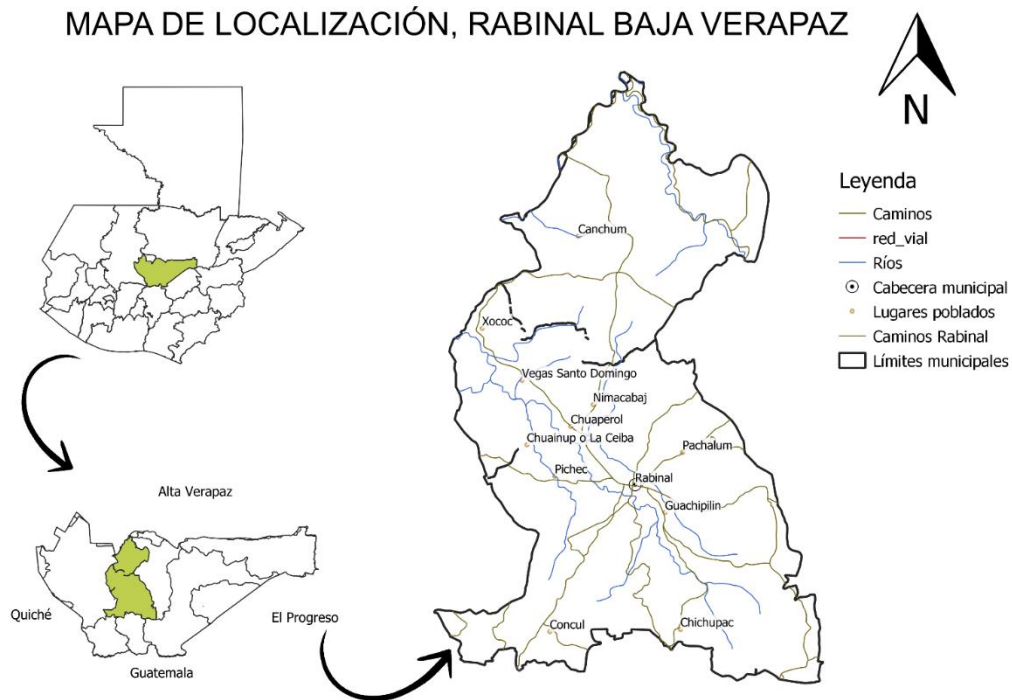 MAPA DE LOCALIZACIÓN, RABINAL BAJA VERAPAZ
N
Leyenda
Caminos
red_vial
Ríos
Cabecera municipal
Lugares poblados
Caminos Rabinal
Límites municipales
Canchum
Xococ
Vegas Santo Domingo
Nimacabaj
Chuaperol
Chuainup o La Ceiba
Pachalum
Pichec
Rabinal
Guachipilin
Concul
Chichupac
Alta Verapaz
Quiché
El Progreso
Guatemala